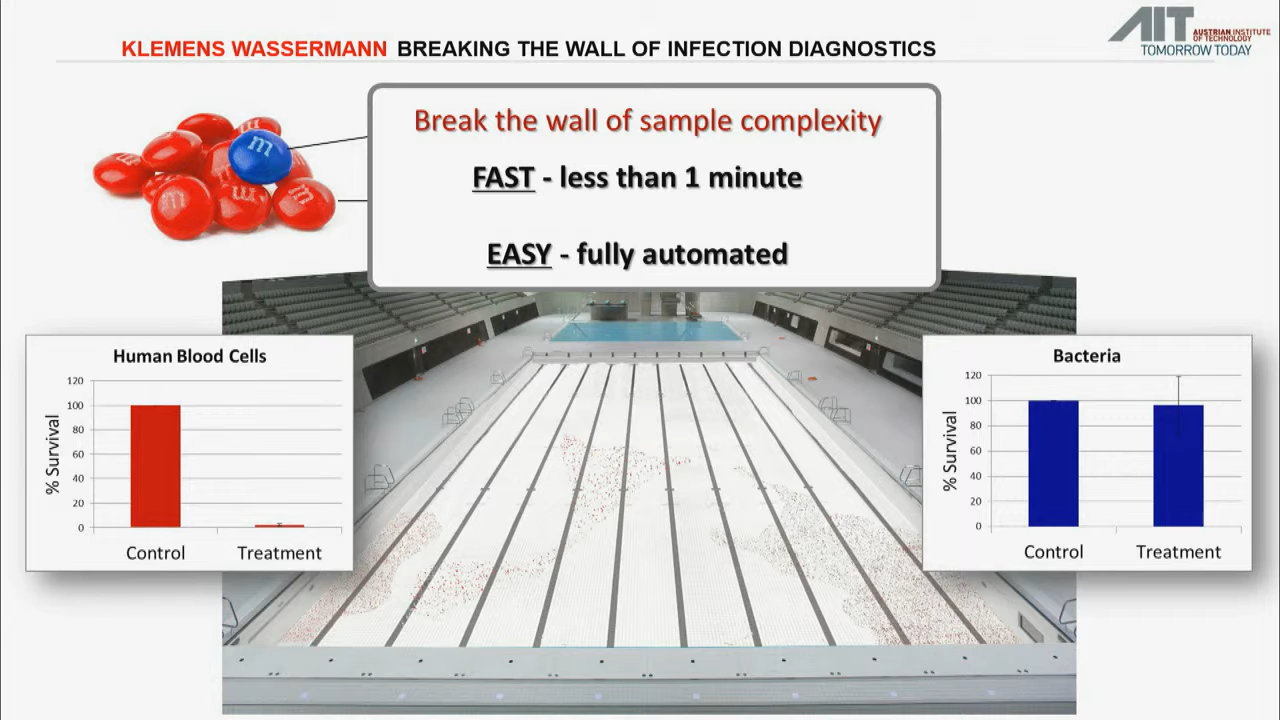 KLEMENS WASSERMANN BREAKING THE WALL OF INFECTION DIAGNOSTICS
AIT
AUSTRIAN INSTITUTE
OF TECHNOLOGY
TOMORROW TODAY
Break the wall of sample complexity
FAST - less than 1 minute
EASY - fully automated
m
m
m
m
m
Human Blood Cells
% Survival
120
100
80
60
40
20
0
Control Treatment
Bacteria
% Survival
120
100
80
60
40
20
0
Control Treatment